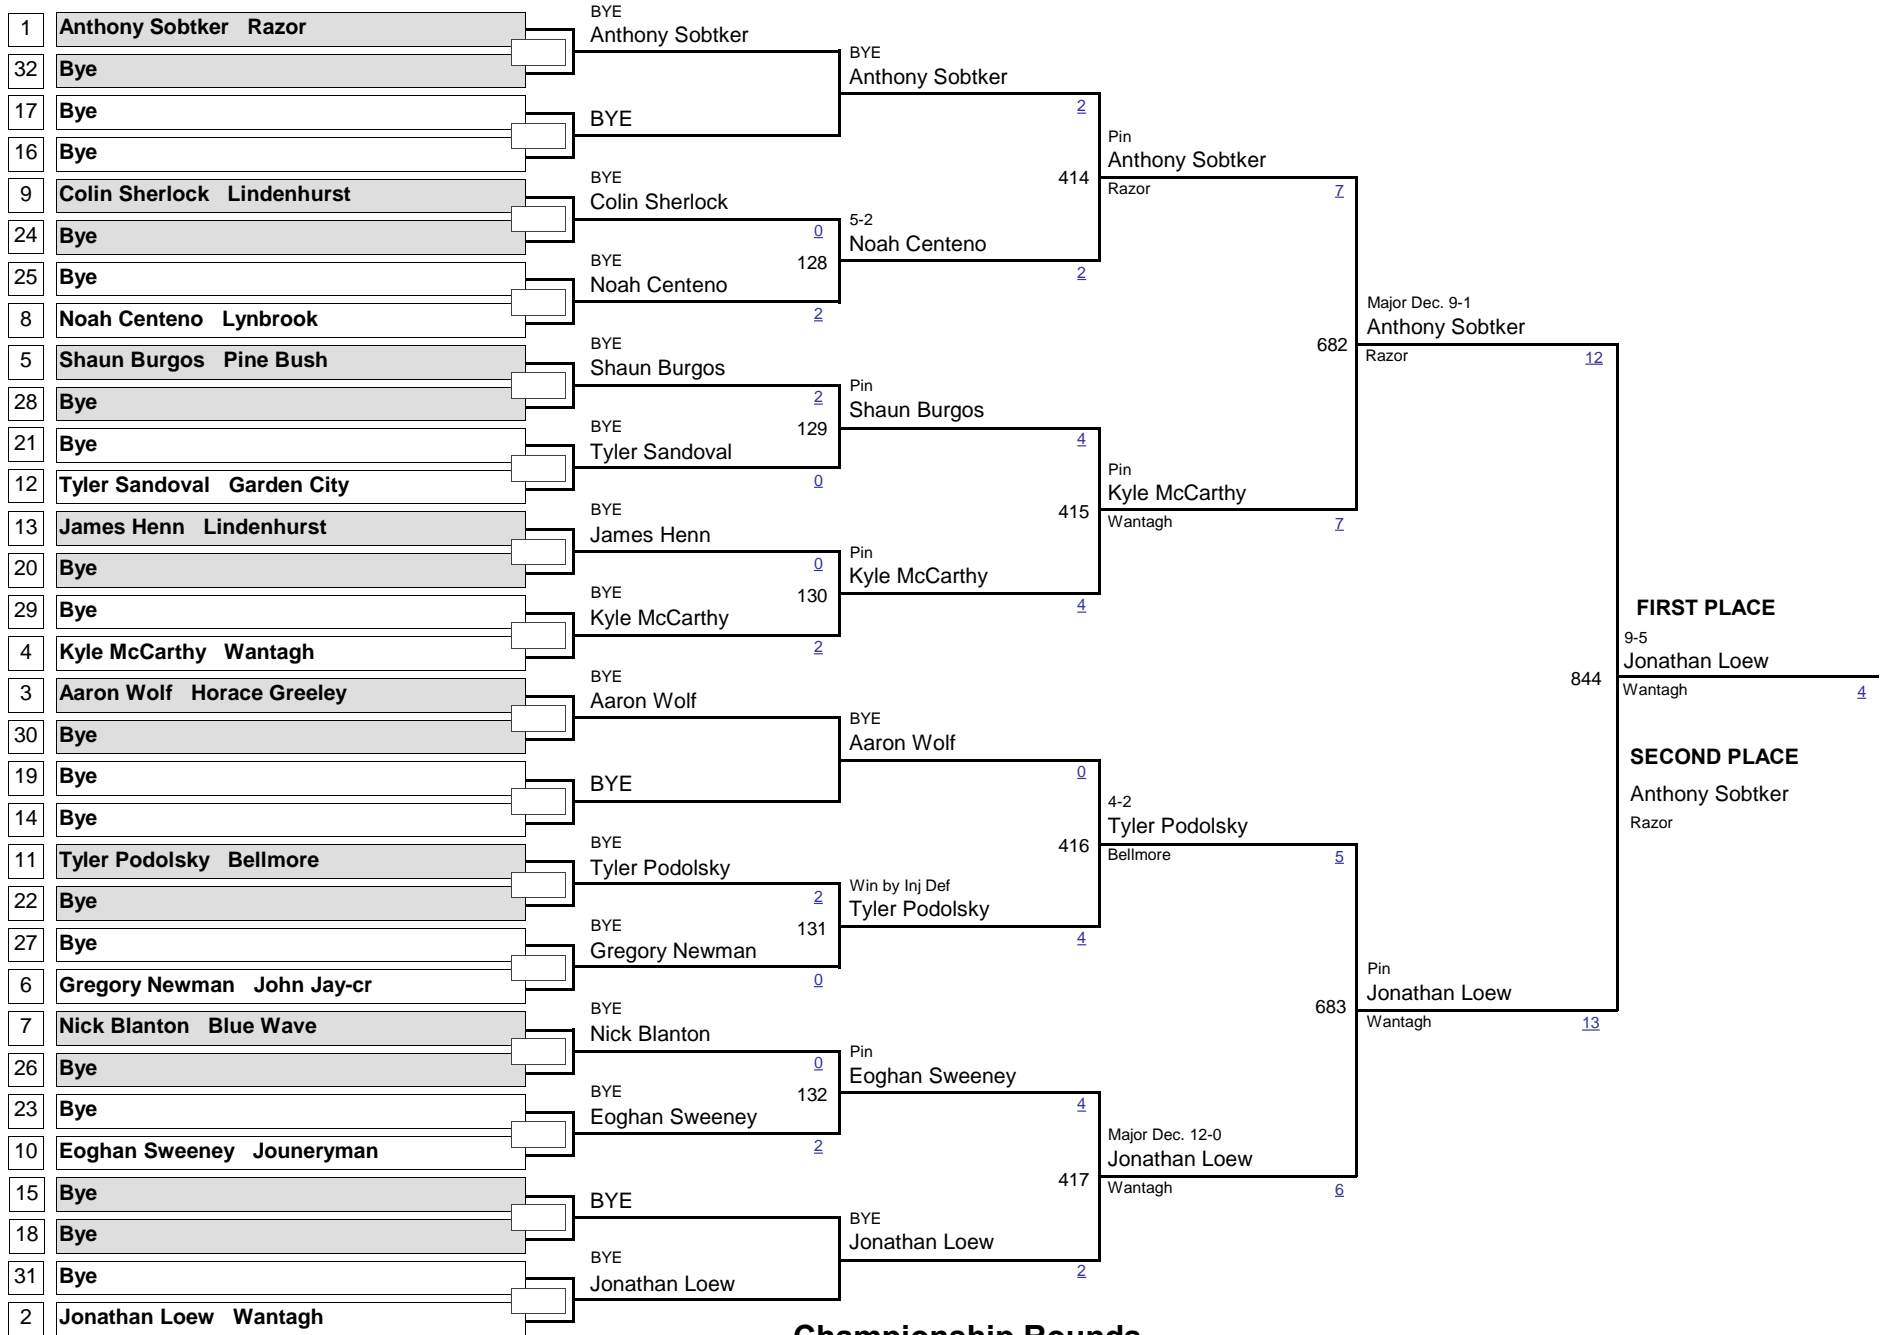 1 Anthony Sobtker Razor
32 Bye
17 Bye
16 Bye
9 Colin Sherlock Lindenhurst
24 Bye
25 Bye
8 Noah Centeno Lynbrook
5 Shaun Burgos Pine Bush
28 Bye
21 Bye
12 Tyler Sandoval Garden City
13 James Henn Lindenhurst
20 Bye
29 Bye
4 Kyle McCarthy Wantagh
3 Aaron Wolf Horace Greeley
30 Bye
19 Bye
14 Bye
11 Tyler Podolsky Bellmore
22 Bye
27 Bye
6 Gregory Newman John Jay-cr
7 Nick Blanton Blue Wave
26 Bye
23 Bye
10 Eoghan Sweeney Jouneryman
15 Bye
18 Bye
31 Bye
2 Jonathan Loew Wantagh
BYE
Anthony Sobtker
BYE
BYE
Colin Sherlock
0
128
BYE
Noah Centeno
2
BYE
Shaun Burgos
2
129
BYE
Tyler Sandoval
0
BYE
James Henn
0
130
BYE
Kyle McCarthy
2
BYE
Aaron Wolf
BYE
BYE
Tyler Podolsky
2
131
BYE
Gregory Newman
0
BYE
Nick Blanton
0
132
BYE
Eoghan Sweeney
2
BYE
BYE
Jonathan Loew
BYE
Anthony Sobtker
2
414
5-2
Noah Centeno
2
Pin
Shaun Burgos
4
415
Pin
Kyle McCarthy
4
BYE
Aaron Wolf
0
416
Win by Inj Def
Tyler Podolsky
4
Pin
Eoghan Sweeney
4
417
BYE
Jonathan Loew
2
Pin
Anthony Sobtker
Razor
7
682
Pin
Kyle McCarthy
Wantagh
7
4-2
Tyler Podolsky
Bellmore
5
683
Major Dec. 12-0
Jonathan Loew
Wantagh
6
Major Dec. 9-1
Anthony Sobtker
Razor
12
844
Pin
Jonathan Loew
Wantagh
13
FIRST PLACE
9-5
Jonathan Loew
Wantagh
4
SECOND PLACE
Anthony Sobtker
Razor
Championship Rounds